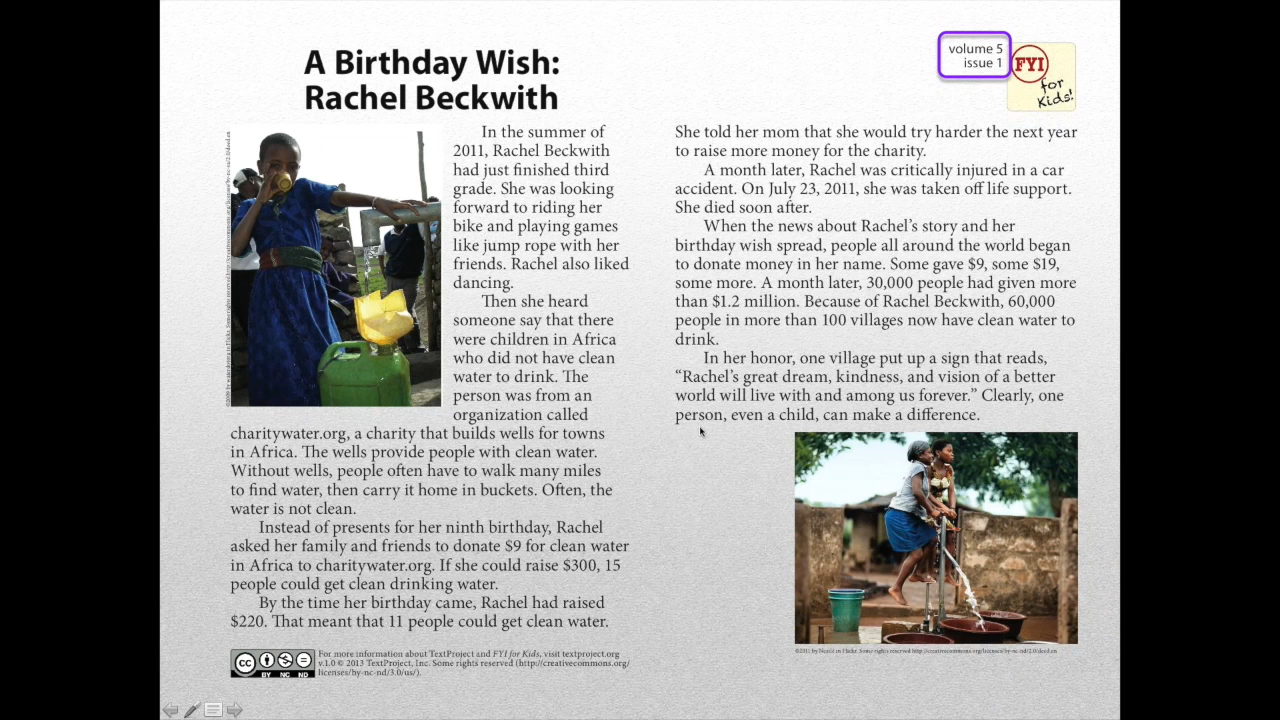 A Birthday Wish:
Rachel Beckwith
volume 5
issue 1
FYI
for
Kids!
In the summer of
2011, Rachel Beckwith
had just finished third
grade. She was looking
forward to riding her
bike and playing games
like jump rope with her
friends. Rachel also liked
dancing.
Then she heard
someone say that there
were children in Africa
who did not have clean
water to drink. The
person was from an
organization called
charitywater.org, a charity that builds wells for towns
in Africa. The wells provide people with clean water.
Without wells, people often have to walk many miles
to find water, then carry it home in buckets. Often, the
water is not clean.
Instead of presents for her ninth birthday, Rachel
asked her family and friends to donate $9 for clean water
in Africa to charitywater.org. If she could raise $300, 15
people could get clean drinking water.
By the time her birthday came, Rachel had raised
$220. That meant that 11 people could get clean water.
She told her mom that she would try harder the next year
to raise more money for the charity.
A month later, Rachel was critically injured in a car
accident. On July 23, 2011, she was taken off life support.
She died soon after.
When the news about Rachel's story and her
birthday wish spread, people all around the world began
to donate money in her name. Some gave $9, some $19,
some more. A month later, 30,000 people had given more
than $1.2 million. Because of Rachel Beckwith, 60,000
people in more than 100 villages now have clean water to
drink.
In her honor, one village put up a sign that reads,
“Rachel's great dream, kindness, and vision of a better
world will live with and among us forever.” Clearly, one
person, even a child, can make a difference.
cc BY NC ND
For more information about TextProject and FYI for Kids, visit textproject.org
v.1.0 © 2013 TextProject, Inc. Some rights reserved (http://creativecommons.org/
licenses/by-nc-nd/3.0/us/).